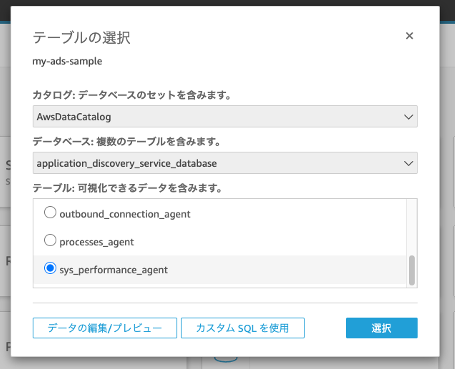 テーブルの選択
my-ads-sample
カタログ: データベースのセットを含みます。
AwsDataCatalog
データベース: 複数のテーブルを含みます。
application_discovery_service_database
テーブル: 可視化できるデータを含みます。
outbound_connection_agent
processes_agent
sys_performance_agent
データの編集/プレビュー カスタム SQL を使用 選択